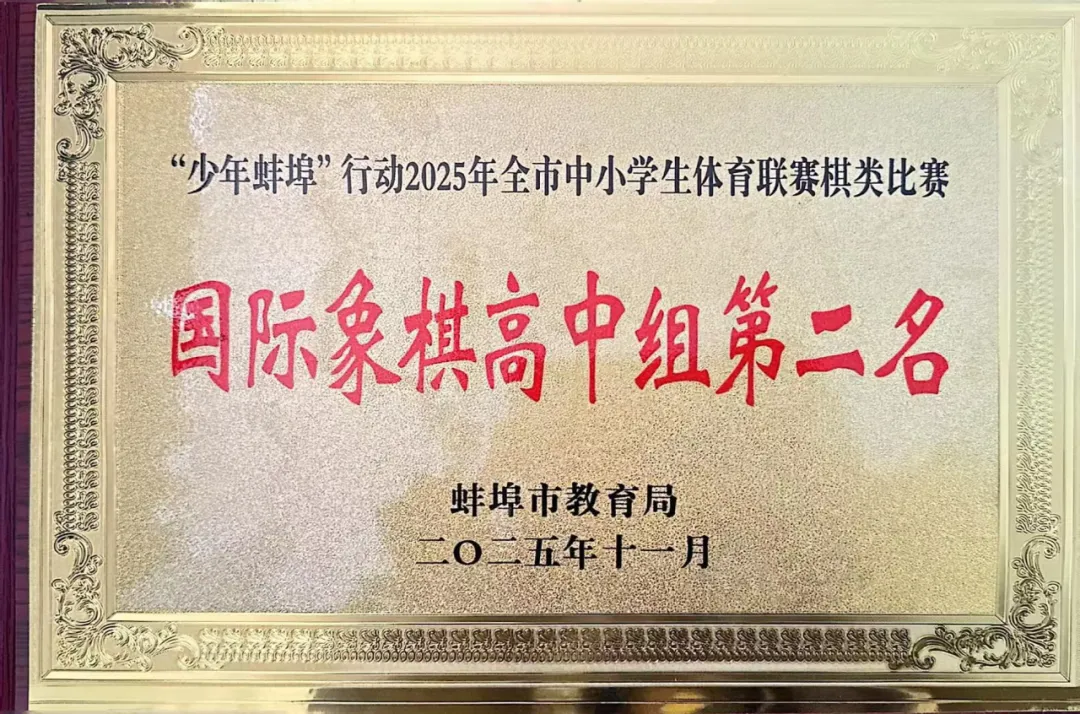 “少年蚌埠”行动2025年全市中小学生体育联赛棋类比赛
国际象棋高中组第二名
蚌埠市教育局
二〇二五年十一月